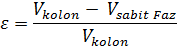 ε = (V_kolon − V_sabit Faz) / V_kolon